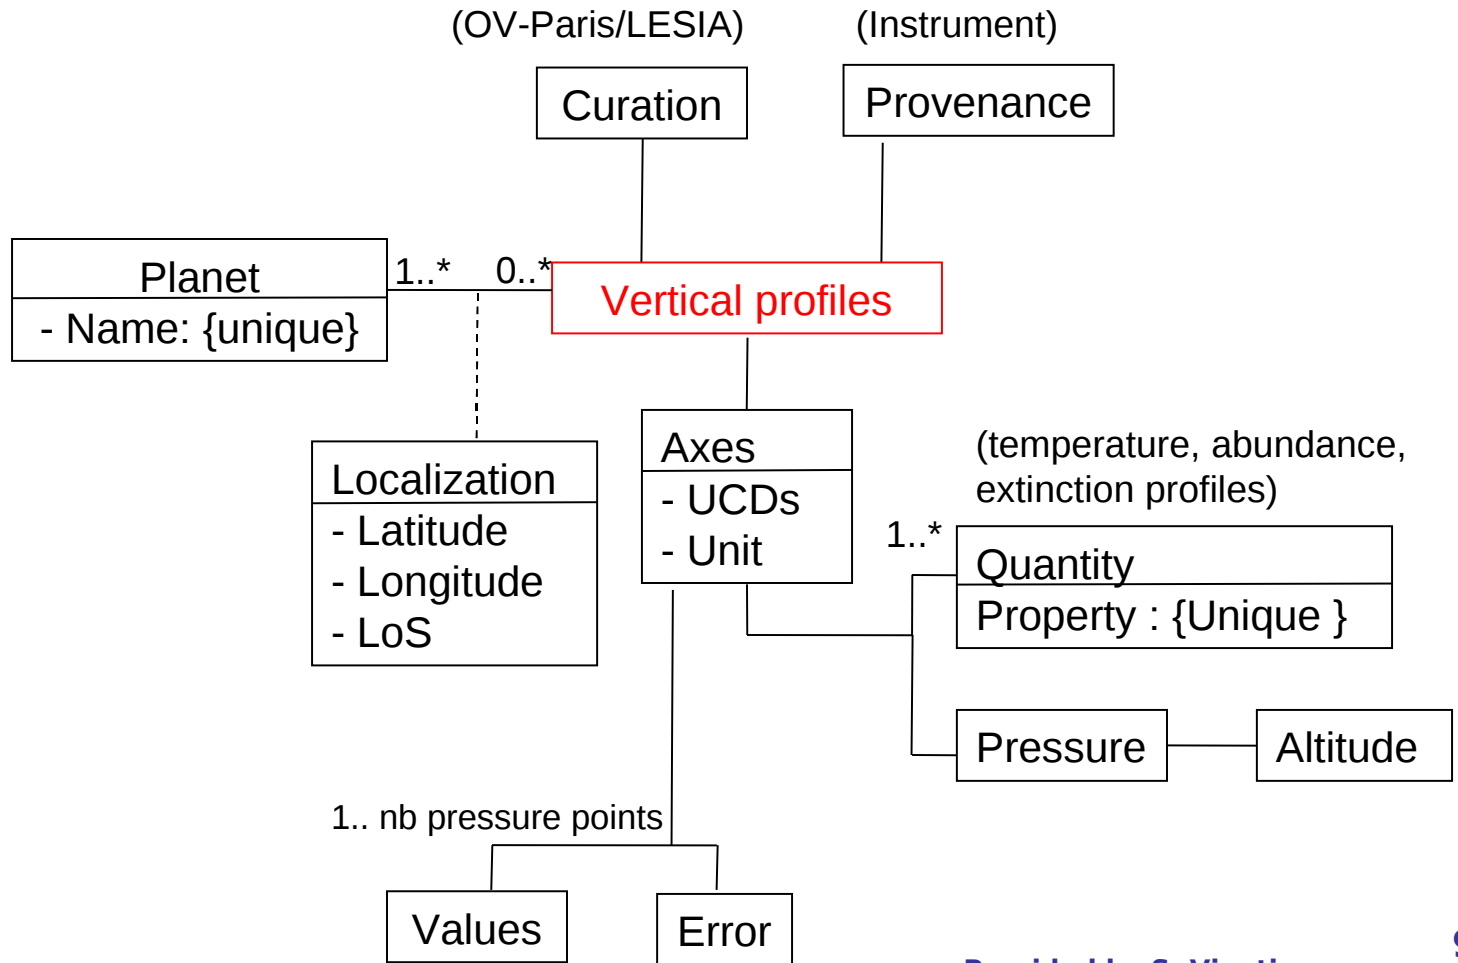 (OV-Paris/LESIA)
(Instrument)
Curation
Provenance
Planet
- Name: {unique}
1..*
0..*
Vertical profiles
Localization
- Latitude
- Longitude
- LoS
Axes
- UCDs
- Unit
(temperature, abundance,
extinction profiles)
1..*
Quantity
Property : {Unique }
Pressure
Altitude
1.. nb pressure points
Values
Error